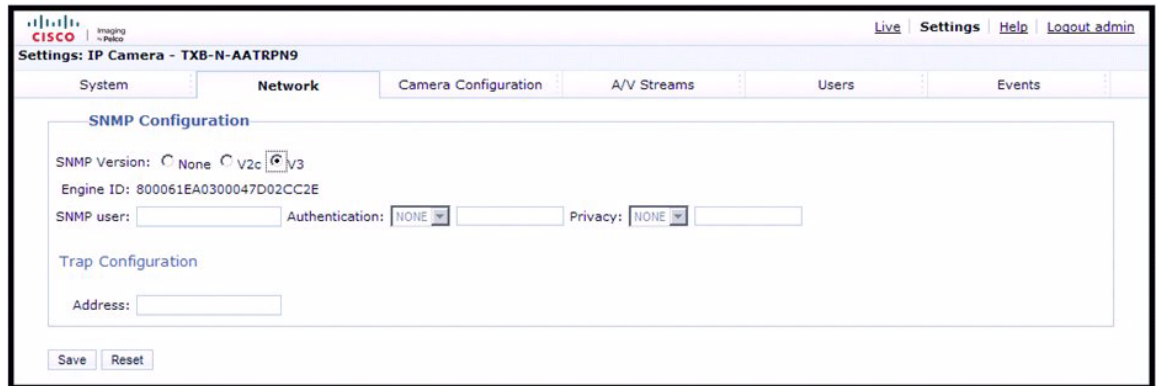 CISCO Imaging by Pelco Live Settings Help Logout admin
Settings: IP Camera - TXB-N-AATRPN9
System Network Camera Configuration A/V Streams Users Events
SNMP Configuration
SNMP Version: None V2c V3
Engine ID: 800061EA0300047D02CC2E
SNMP user: Authentication: NONE Privacy: NONE
Trap Configuration
Address:
Save Reset